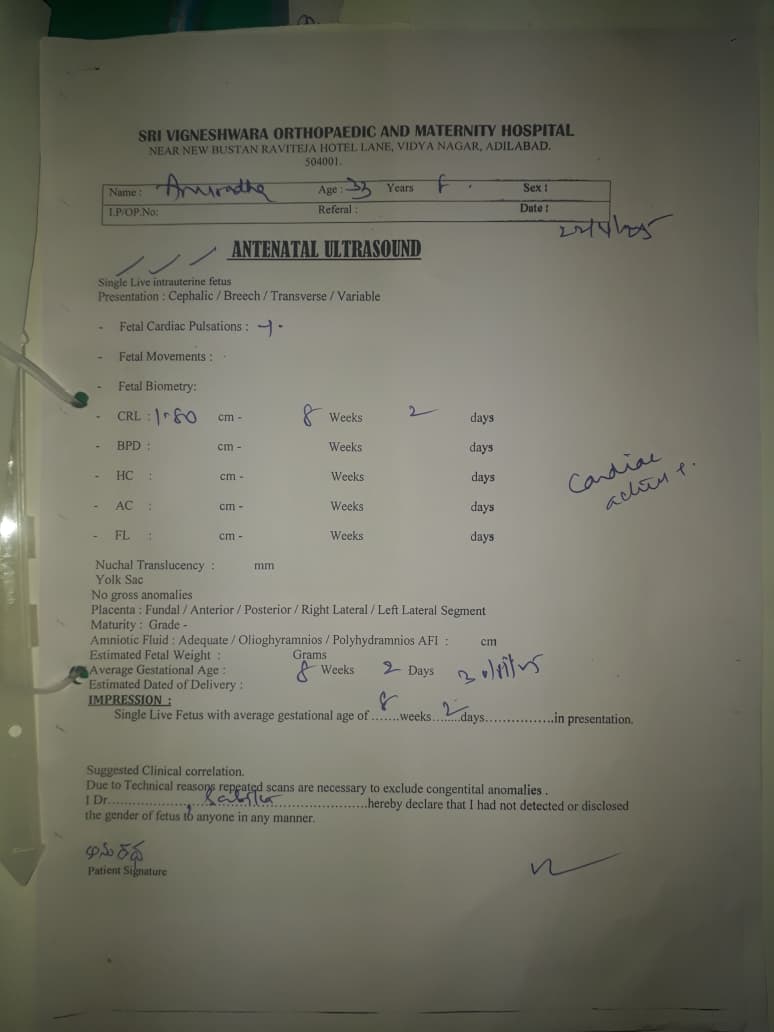 SRI VIGNESHWARA ORTHOPAEDIC AND MATERNITY HOSPITAL
NEAR NEW BUSTAN RAVITEJA HOTEL LANE, VIDYA NAGAR, ADILABAD.
504001.
Name : Anuradha Age : 33 Years F Sex :
I.P/OP.No: Referal : Date :
22/4/25
ANTENATAL ULTRASOUND
Single Live intrauterine fetus
Presentation : Cephalic / Breech / Transverse / Variable
- Fetal Cardiac Pulsations : +.
- Fetal Movements :
- Fetal Biometry:
- CRL : 1.80 cm - 8 Weeks 2 days
- BPD : cm - Weeks days
- HC : cm - Weeks days
Cardiac
- AC : cm - Weeks days
- FL : cm - Weeks days
Nuchal Translucency : mm
Yolk Sac
No gross anomalies
Placenta : Fundal / Anterior / Posterior / Right Lateral / Left Lateral Segment
Maturity : Grade -
Amniotic Fluid : Adequate / Olioghyramnios / Polyhydramnios AFI : cm
Estimated Fetal Weight : Grams
Average Gestational Age : 8 Weeks 2 Days 30/11/25
Estimated Dated of Delivery :
IMPRESSION :
Single Live Fetus with average gestational age of 8 weeks 2 days...............in presentation.
Suggested Clinical correlation.
Due to Technical reasons repeated scans are necessary to exclude congentital anomalies .
I Dr.......................hereby declare that I had not detected or disclosed
the gender of fetus to anyone in any manner.
Patient Signature